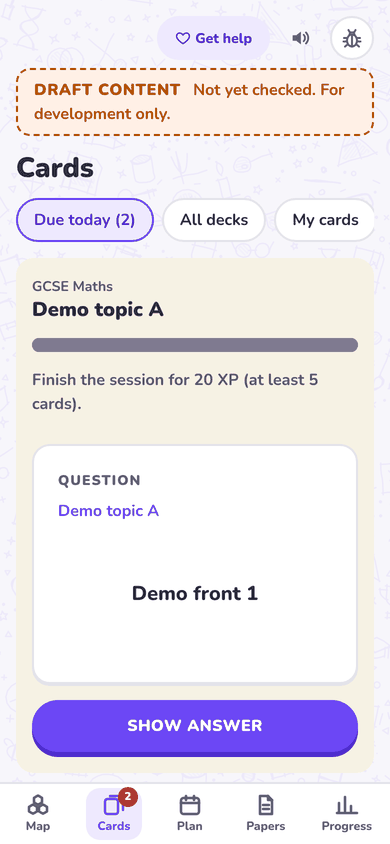 Get help
DRAFT CONTENT Not yet checked. For
development only.
Cards
Due today (2)
All decks
My cards
GCSE Maths
Demo topic A
Finish the session for 20 XP (at least 5
cards).
QUESTION
Demo topic A
Demo front 1
SHOW ANSWER
2
Map
Cards
Plan
Papers
Progress